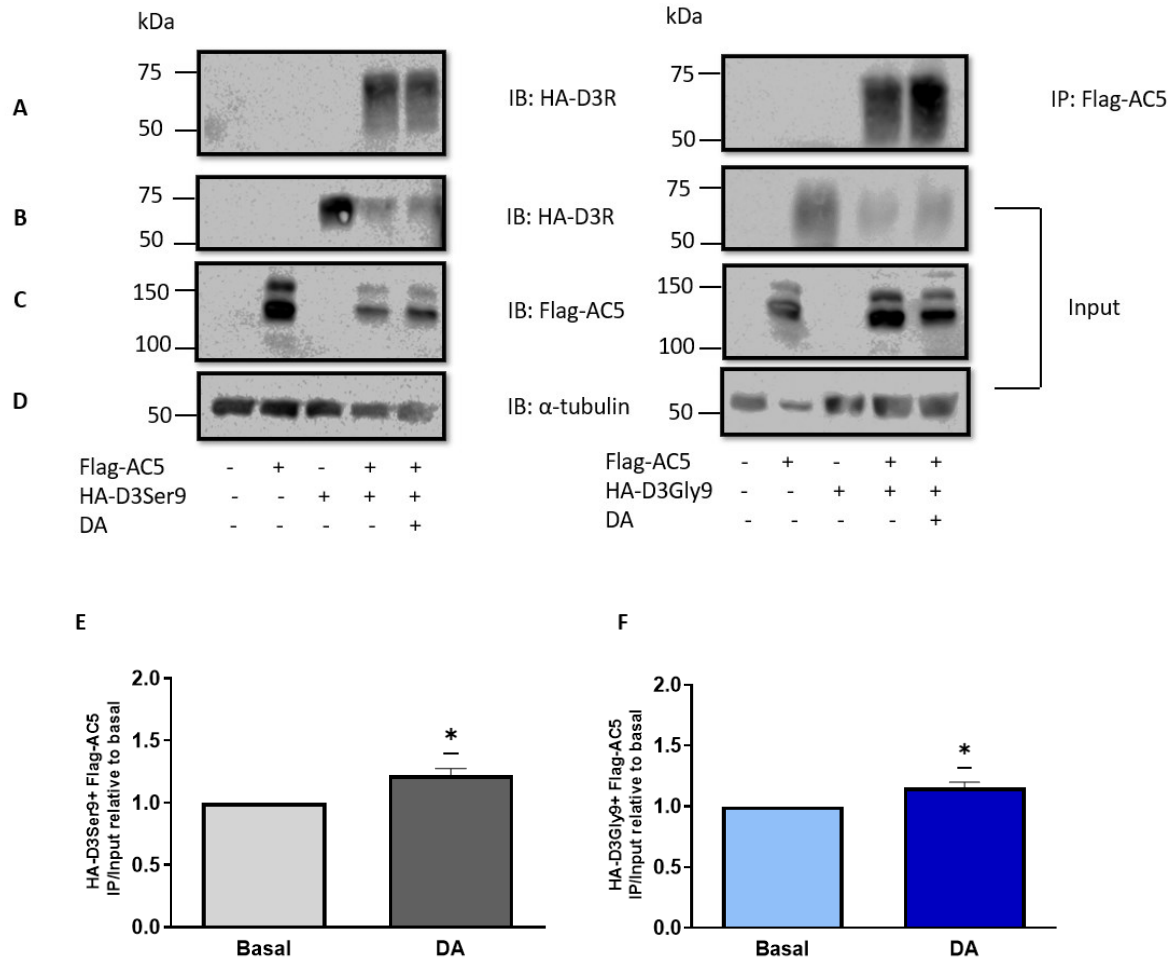 kDa
kDa
A
75
50
IB: HA-D3R
75
50
IP: Flag-AC5
B
75
50
IB: HA-D3R
75
50
C
150
100
IB: Flag-AC5
150
100
Input
D
50
IB: α-tubulin
50
Flag-AC5 - + - + +
HA-D3Ser9 - - + + +
DA - - - - +
Flag-AC5 - + - + +
HA-D3Gly9 - - + + +
DA - - - - +
E
HA-D3Ser9+ Flag-AC5
IP/Input relative to basal
2.0
1.5
1.0
0.5
0.0
*
Basal DA
F
HA-D3Gly9+ Flag-AC5
IP/Input relative to basal
2.0
1.5
1.0
0.5
0.0
*
Basal DA